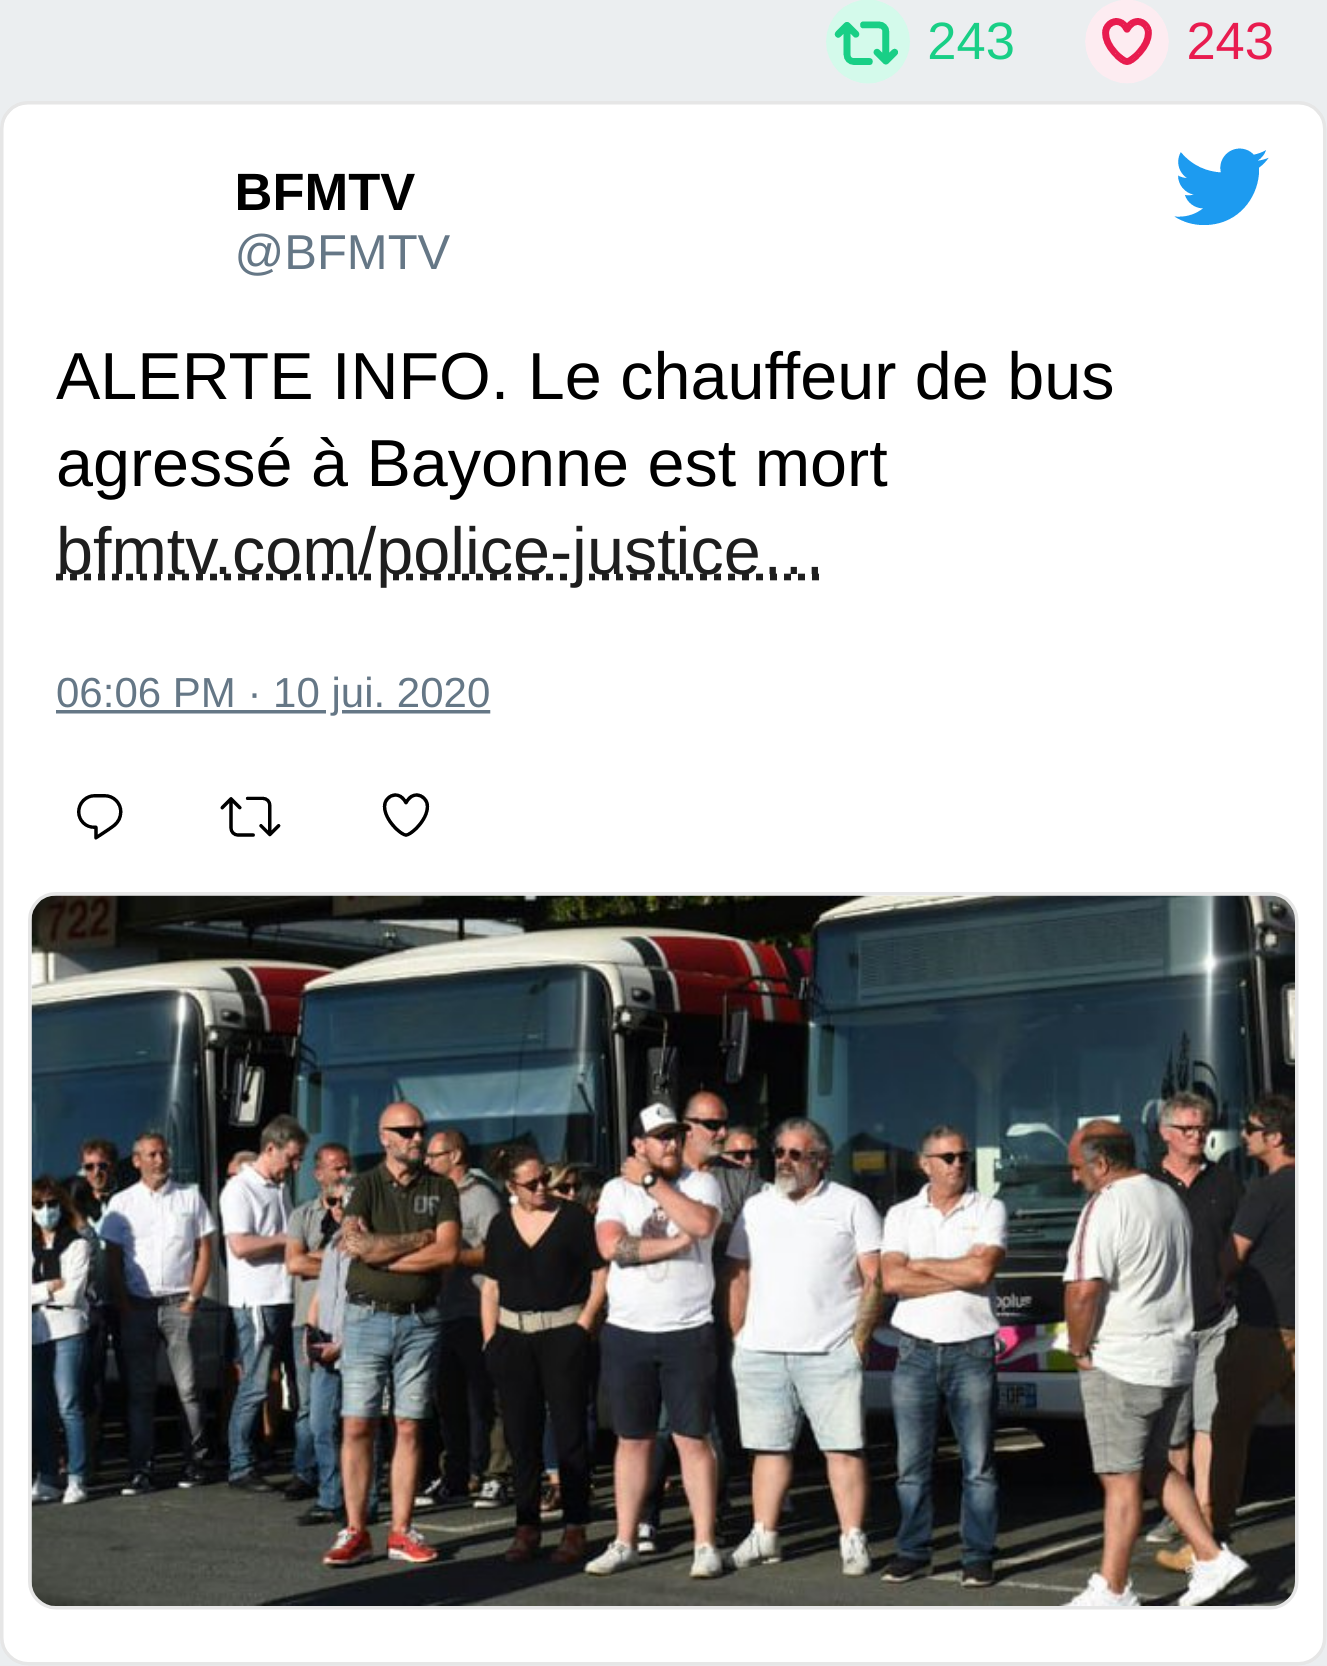 243 243
BFMTV
@BFMTV
ALERTE INFO. Le chauffeur de bus
agressé à Bayonne est mort
bfmtv.com/police-justice…
06:06 PM · 10 jui. 2020
722